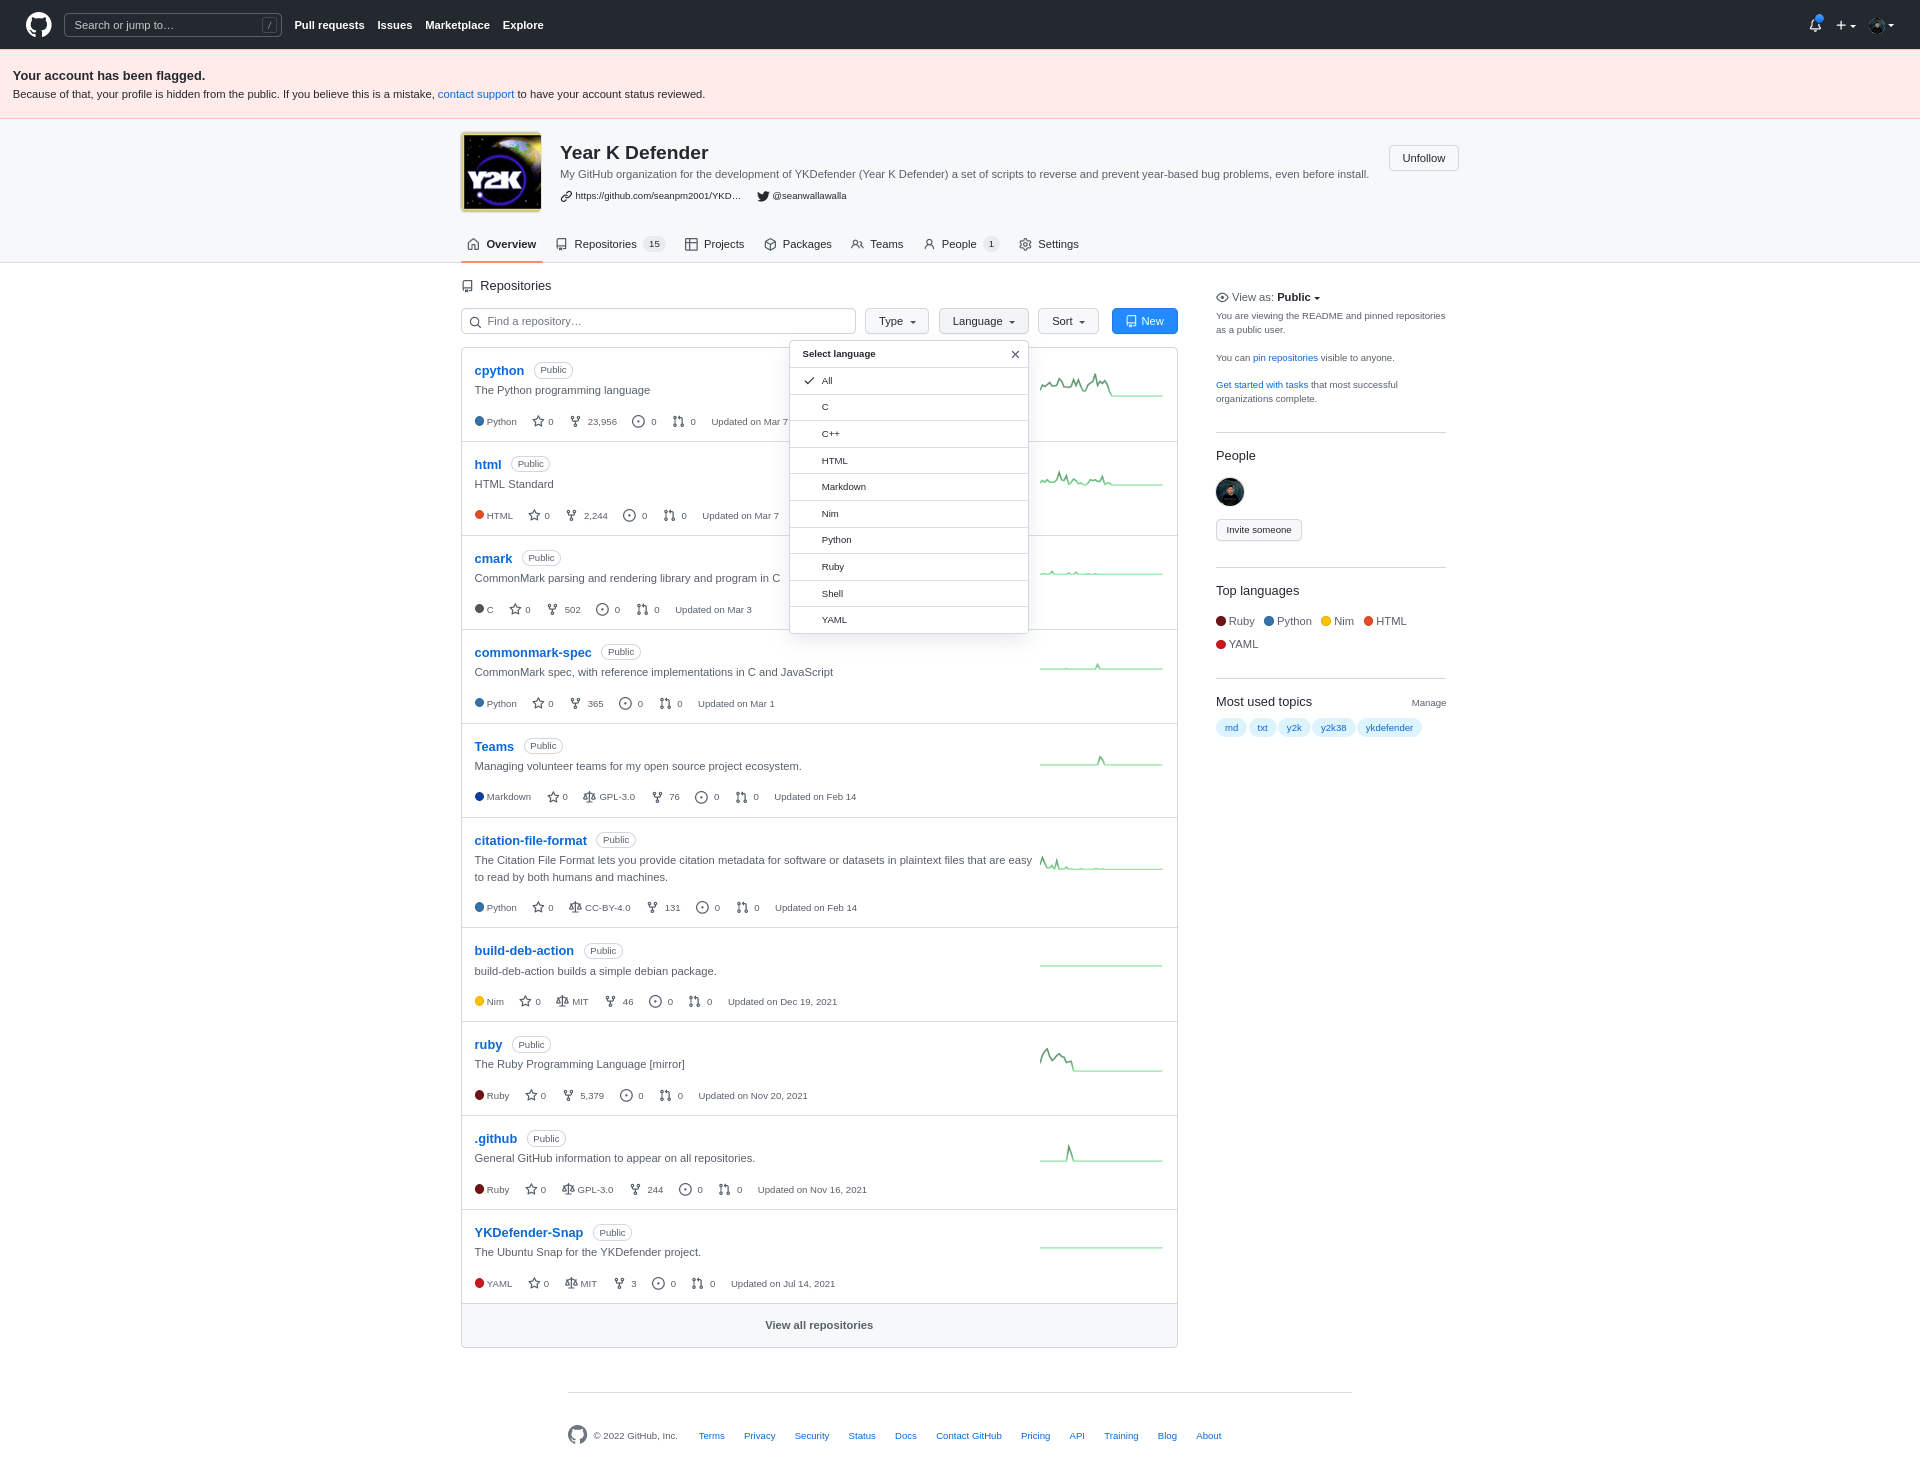 Search or jump to… /
Pull requests Issues Marketplace Explore
Your account has been flagged.
Because of that, your profile is hidden from the public. If you believe this is a mistake, contact support to have your account status reviewed.
Y2K
Year K Defender
My GitHub organization for the development of YKDefender (Year K Defender) a set of scripts to reverse and prevent year-based bug problems, even before install.
https://github.com/seanpm2001/YKD… @seanwallawalla
Unfollow
Overview Repositories 15 Projects Packages Teams People 1 Settings
Repositories
Find a repository… Type Language Sort New
Select language
All
C
C++
HTML
Markdown
Nim
Python
Ruby
Shell
YAML
cpython Public
The Python programming language
Python 0 23,956 0 0 Updated on Mar 7
html Public
HTML Standard
HTML 0 2,244 0 0 Updated on Mar 7
cmark Public
CommonMark parsing and rendering library and program in C
C 0 502 0 0 Updated on Mar 3
commonmark-spec Public
CommonMark spec, with reference implementations in C and JavaScript
Python 0 365 0 0 Updated on Mar 1
Teams Public
Managing volunteer teams for my open source project ecosystem.
Markdown 0 GPL-3.0 76 0 0 Updated on Feb 14
citation-file-format Public
The Citation File Format lets you provide citation metadata for software or datasets in plaintext files that are easy
to read by both humans and machines.
Python 0 CC-BY-4.0 131 0 0 Updated on Feb 14
build-deb-action Public
build-deb-action builds a simple debian package.
Nim 0 MIT 46 0 0 Updated on Dec 19, 2021
ruby Public
The Ruby Programming Language [mirror]
Ruby 0 5,379 0 0 Updated on Nov 20, 2021
.github Public
General GitHub information to appear on all repositories.
Ruby 0 GPL-3.0 244 0 0 Updated on Nov 16, 2021
YKDefender-Snap Public
The Ubuntu Snap for the YKDefender project.
YAML 0 MIT 3 0 0 Updated on Jul 14, 2021
View all repositories
View as: Public
You are viewing the README and pinned repositories
as a public user.
You can pin repositories visible to anyone.
Get started with tasks that most successful
organizations complete.
People
Invite someone
Top languages
Ruby Python Nim HTML
YAML
Most used topics Manage
md txt y2k y2k38 ykdefender
© 2022 GitHub, Inc. Terms Privacy Security Status Docs Contact GitHub Pricing API Training Blog About